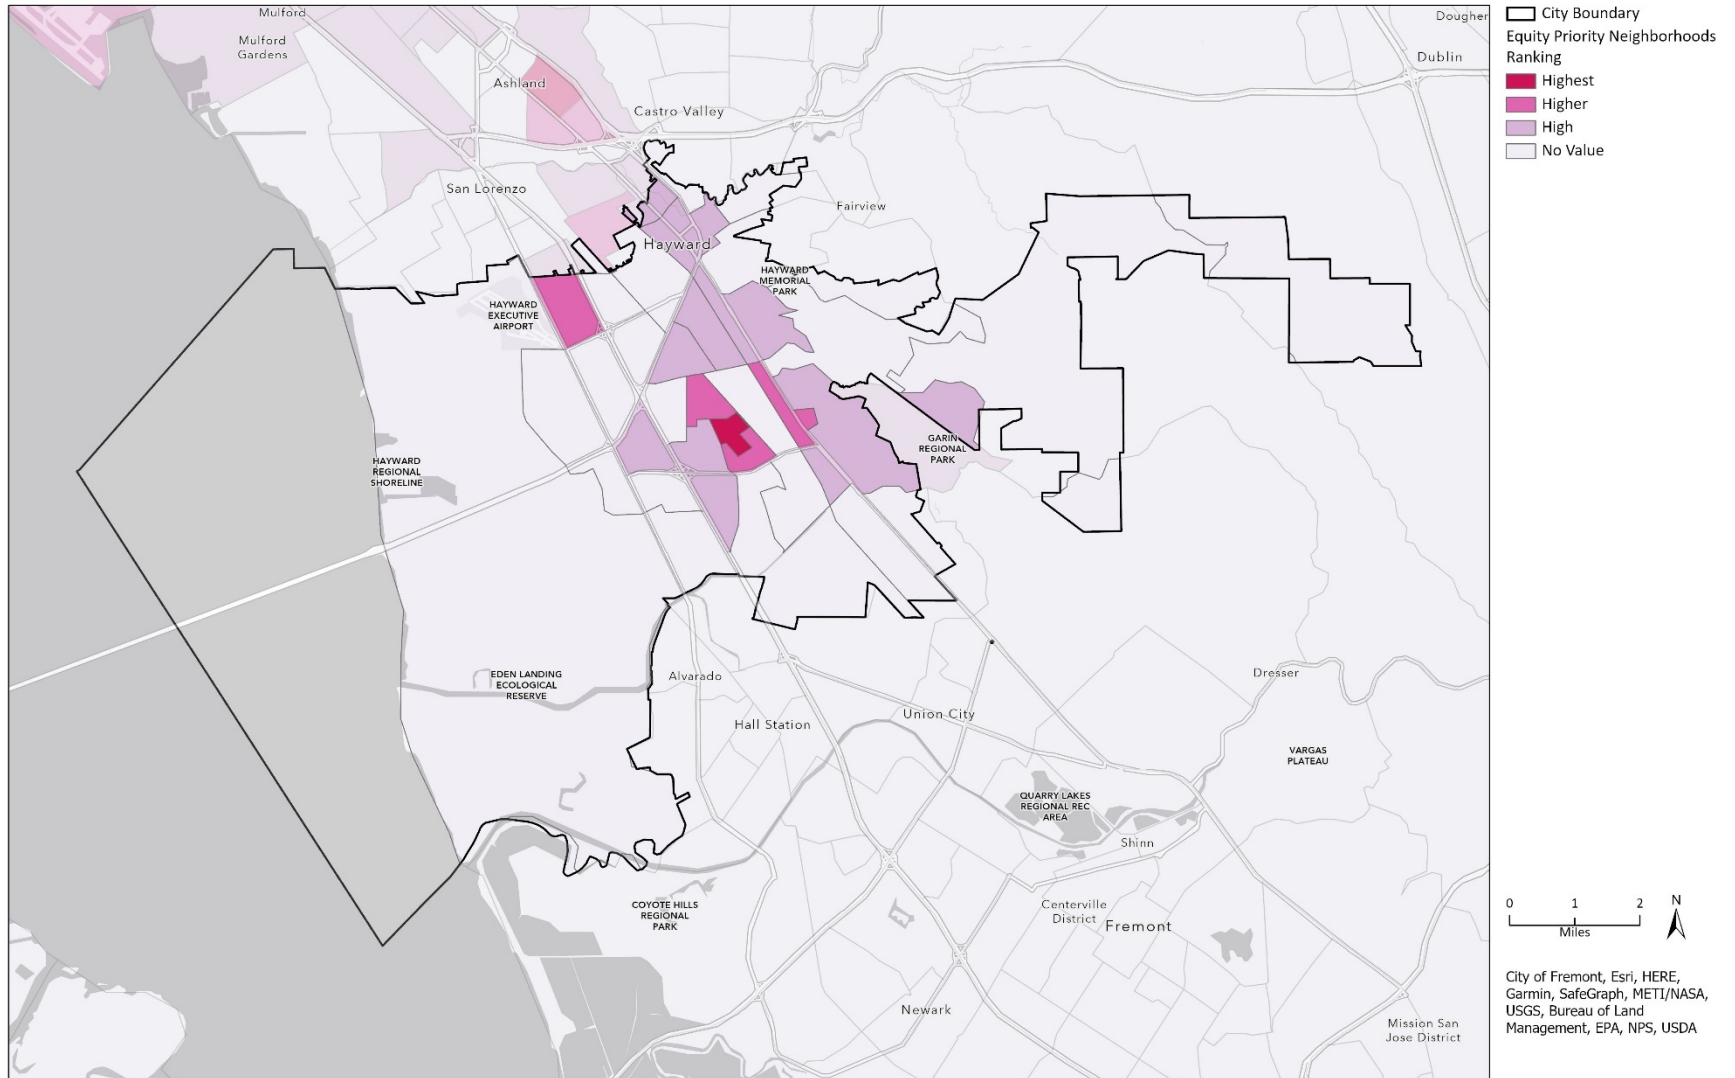 Mulford
Mulford
Gardens
Ashland
Castro Valley
Dougher
Dublin
San Lorenzo
Fairview
Hayward
HAYWARD
MEMORIAL
PARK
HAYWARD
EXECUTIVE
AIRPORT
GARIN
REGIONAL
PARK
HAYWARD
REGIONAL
SHORELINE
EDEN LANDING
ECOLOGICAL
RESERVE
Alvarado
Hall Station
Union City
Dresser
VARGAS
PLATEAU
QUARRY LAKES
REGIONAL REC
AREA
Shinn
COYOTE HILLS
REGIONAL
PARK
Centerville
District
Fremont
Newark
Mission San
Jose District
City Boundary
Equity Priority Neighborhoods
Ranking
Highest
Higher
High
No Value
0 1 2
Miles
N
City of Fremont, Esri, HERE,
Garmin, SafeGraph, METI/NASA,
USGS, Bureau of Land
Management, EPA, NPS, USDA